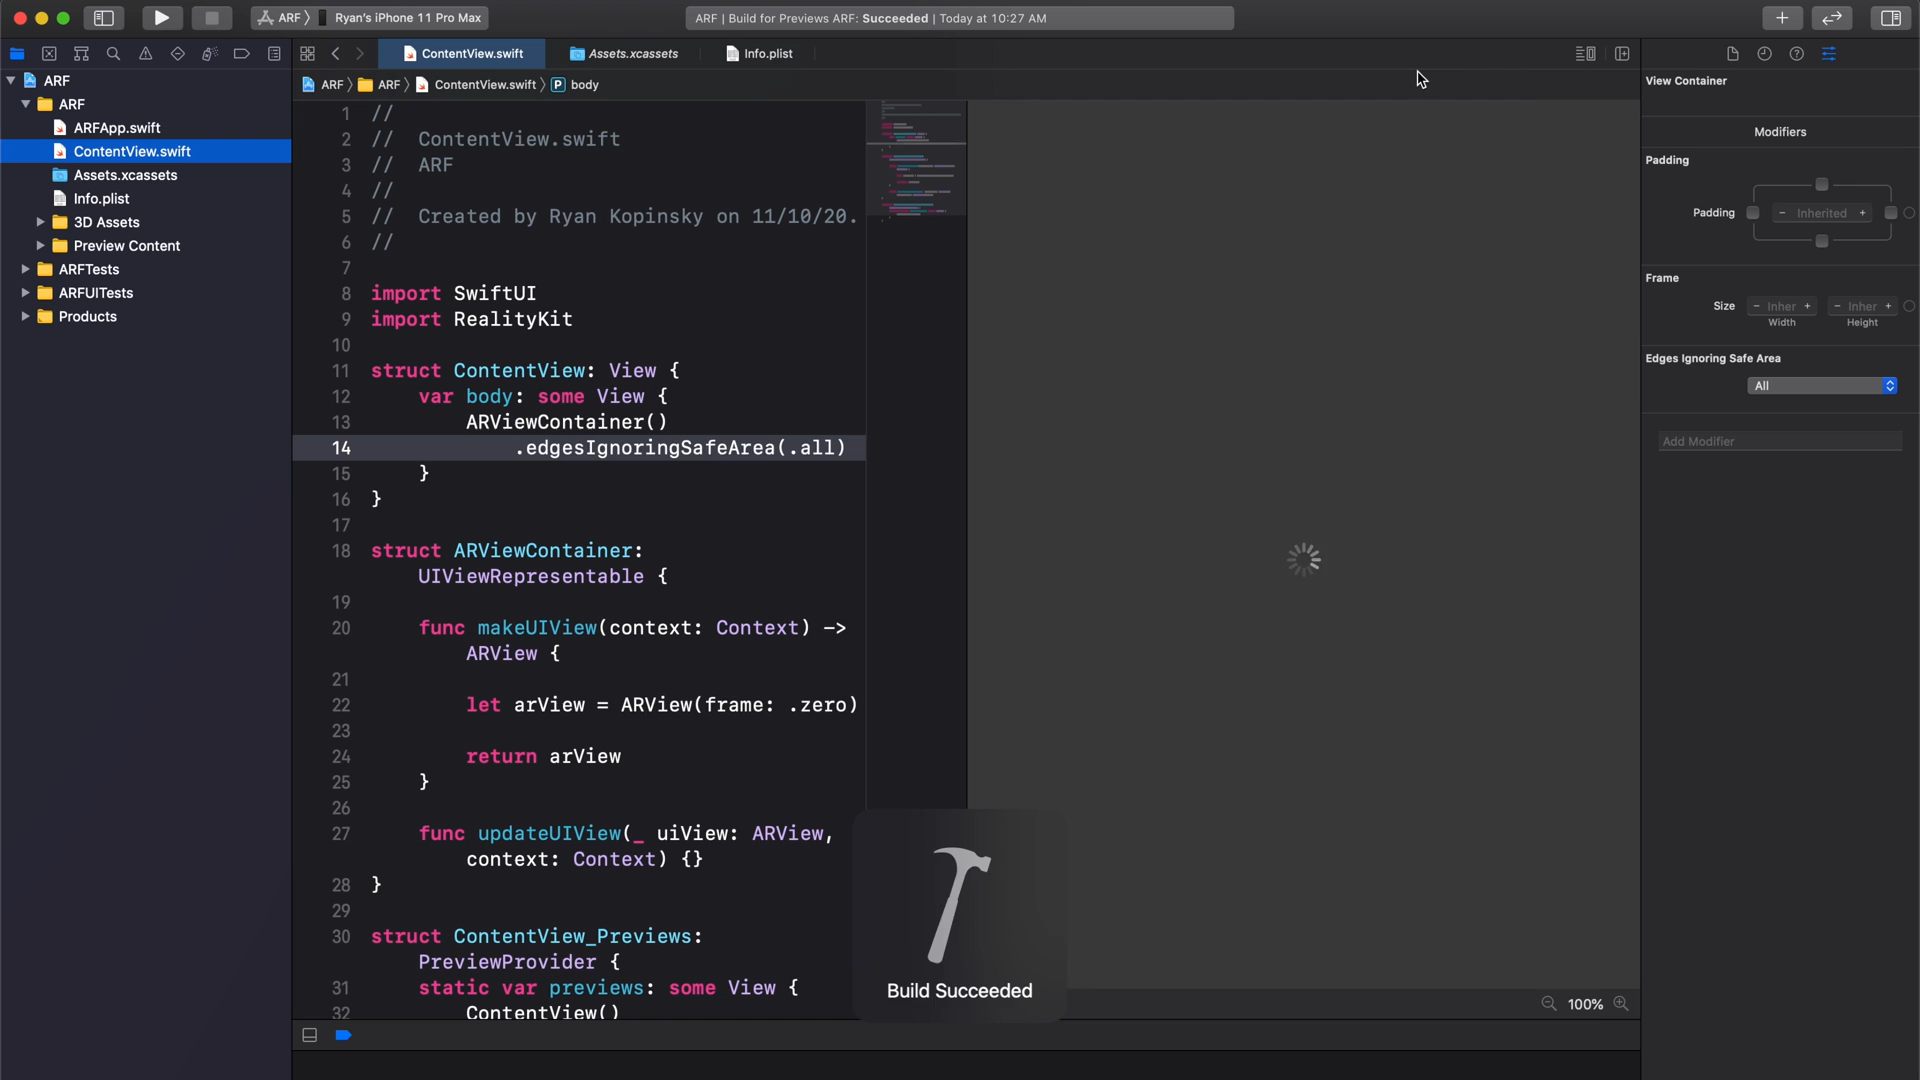 ARF
Ryan's iPhone 11 Pro Max
ARF | Build for Previews ARF: Succeeded | Today at 10:27 AM
ContentView.swift
Assets.xcassets
Info.plist
ARF
ARF
ContentView.swift
body
ARF
ARF
ARFApp.swift
ContentView.swift
Assets.xcassets
Info.plist
3D Assets
Preview Content
ARFTests
ARFUITests
Products
1 //
2 // ContentView.swift
3 // ARF
4 //
5 // Created by Ryan Kopinsky on 11/10/20.
6 //
7
8 import SwiftUI
9 import RealityKit
10
11 struct ContentView: View {
12 var body: some View {
13 ARViewContainer()
14 .edgesIgnoringSafeArea(.all)
15 }
16 }
17
18 struct ARViewContainer:
UIViewRepresentable {
19
20 func makeUIView(context: Context) ->
ARView {
21
22 let arView = ARView(frame: .zero)
23
24 return arView
25 }
26
27 func updateUIView(_ uiView: ARView,
context: Context) {}
28 }
29
30 struct ContentView_Previews:
PreviewProvider {
31 static var previews: some View {
32 ContentView()
Build Succeeded
100%
View Container
Modifiers
Padding
Padding
− Inherited +
Frame
Size
− Inher +
− Inher +
Width
Height
Edges Ignoring Safe Area
All
Add Modifier